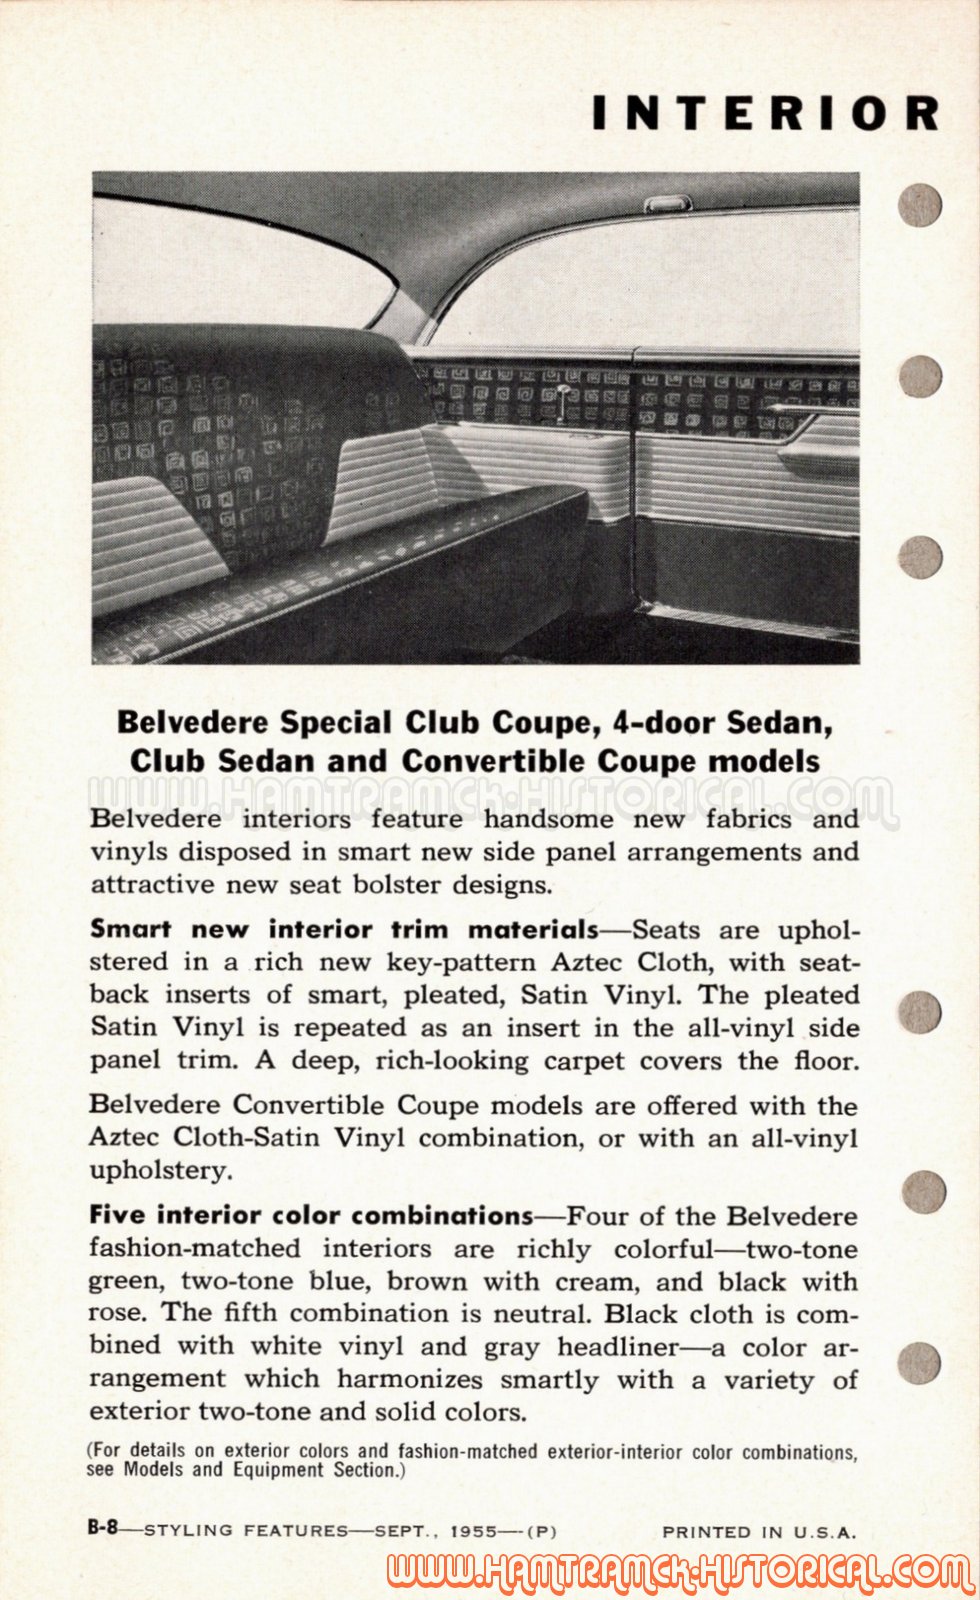 INTERIOR
Belvedere Special Club Coupe, 4-door Sedan,
Club Sedan and Convertible Coupe models
www.Hamtramck-Historical.com
Belvedere interiors feature handsome new fabrics and
vinyls disposed in smart new side panel arrangements and
attractive new seat bolster designs.
Smart new interior trim materials—Seats are uphol-
stered in a rich new key-pattern Aztec Cloth, with seat-
back inserts of smart, pleated, Satin Vinyl. The pleated
Satin Vinyl is repeated as an insert in the all-vinyl side
panel trim. A deep, rich-looking carpet covers the floor.
Belvedere Convertible Coupe models are offered with the
Aztec Cloth-Satin Vinyl combination, or with an all-vinyl
upholstery.
Five interior color combinations—Four of the Belvedere
fashion-matched interiors are richly colorful—two-tone
green, two-tone blue, brown with cream, and black with
rose. The fifth combination is neutral. Black cloth is com-
bined with white vinyl and gray headliner—a color ar-
rangement which harmonizes smartly with a variety of
exterior two-tone and solid colors.
(For details on exterior colors and fashion-matched exterior-interior color combinations,
see Models and Equipment Section.)
B-8—STYLING FEATURES—SEPT., 1955—(P) PRINTED IN U.S.A.
www.Hamtramck-Historical.com